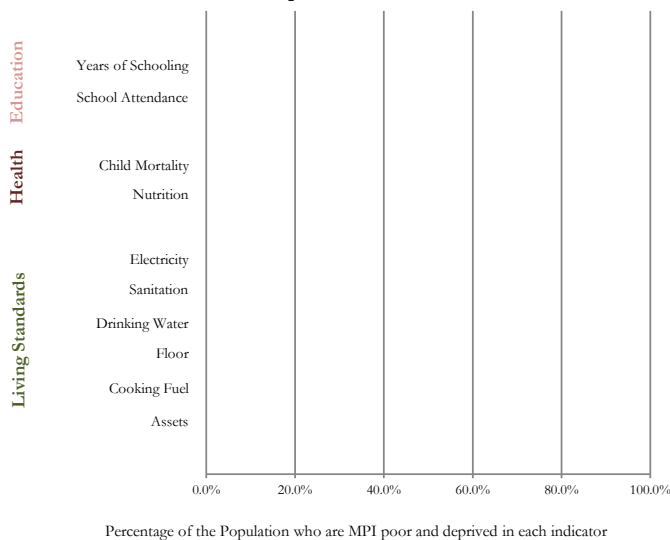 Education
Years of Schooling
School Attendance
Health
Child Mortality
Nutrition
Living Standards
Electricity
Sanitation
Drinking Water
Floor
Cooking Fuel
Assets
0.0% 20.0% 40.0% 60.0% 80.0% 100.0%
Percentage of the Population who are MPI poor and deprived in each indicator